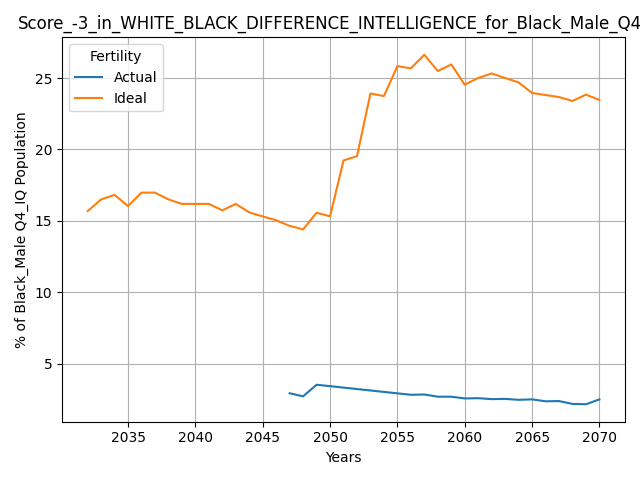 Score_-3_in_WHITE_BLACK_DIFFERENCE_INTELLIGENCE_for_Black_Male_Q4
Fertility
Actual
Ideal
% of Black_Male Q4_IQ Population
25
20
15
10
5
2035 2040 2045 2050 2055 2060 2065 2070
Years